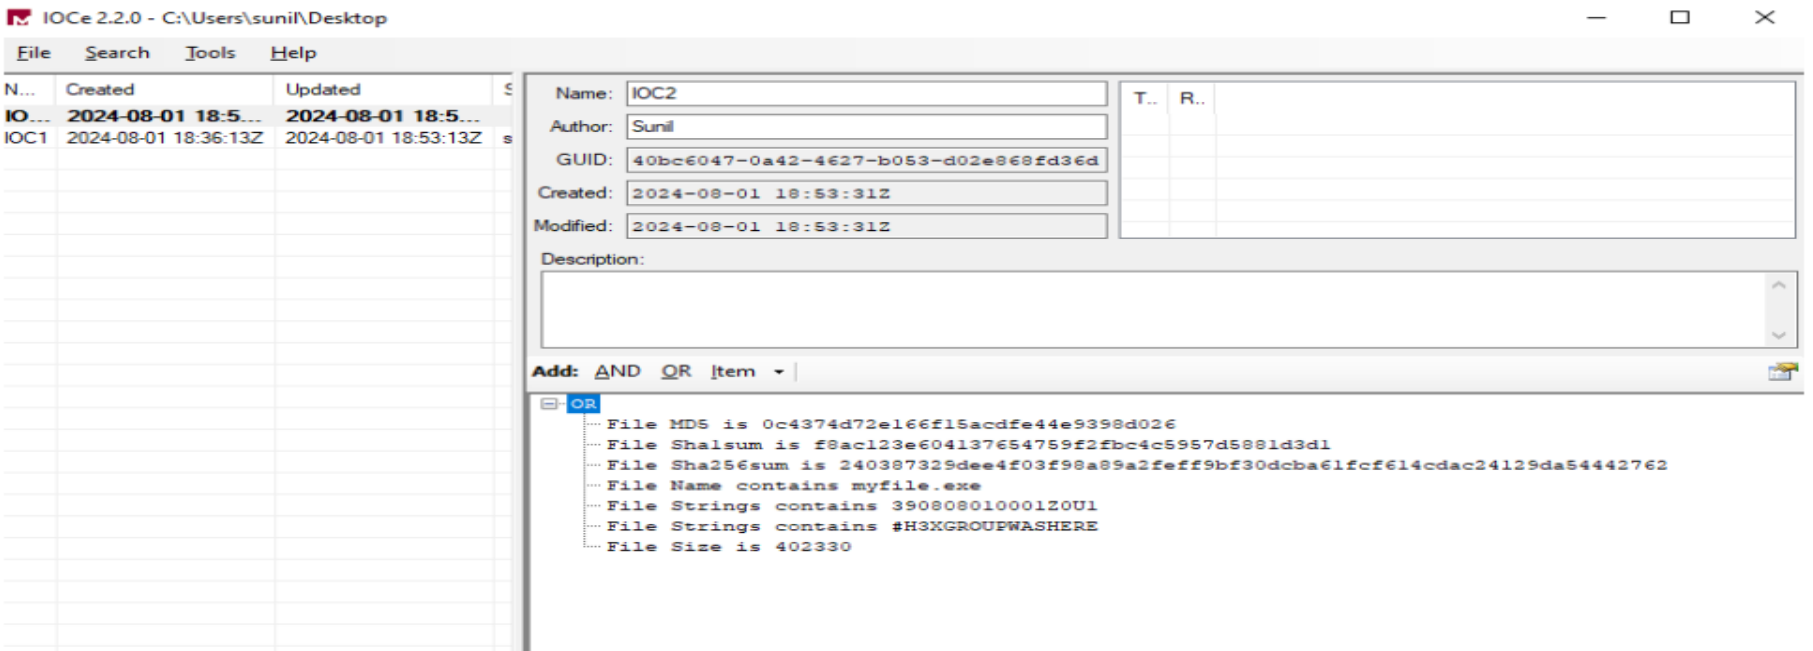 IOCe 2.2.0 - C:\Users\sunil\Desktop
File Search Tools Help
N... Created Updated S
IO... 2024-08-01 18:5... 2024-08-01 18:5...
IOC1 2024-08-01 18:36:13Z 2024-08-01 18:53:13Z s
Name: IOC2
Author: Sunil
GUID: 40bc6047-0a42-4627-b053-d02e868fd36d
Created: 2024-08-01 18:53:31Z
Modified: 2024-08-01 18:53:31Z
T.. R..
Description:
Add: AND OR Item
OR
File MD5 is 0c4374d72e166f15acdfe44e9398d026
File Sha1sum is f8ac123e604137654759f2fbc4c5957d5881d3d1
File Sha256sum is 240387329dee4f03f98a89a2feff9bf30dcba61fcf614cdac24129da54442762
File Name contains myfile.exe
File Strings contains 390808010001Z0U1
File Strings contains #H3XGROUPWASHERE
File Size is 402330